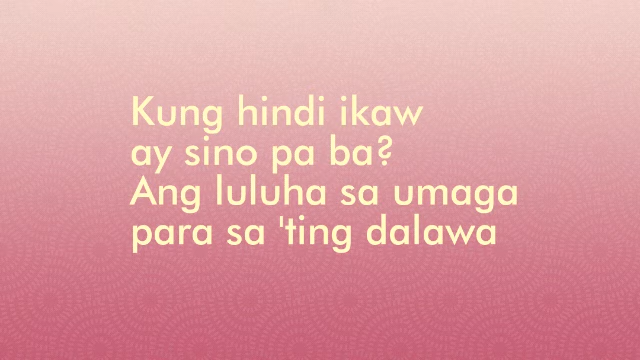 Kung hindi ikaw
ay sino pa ba?
Ang luluha sa umaga
para sa 'ting dalawa